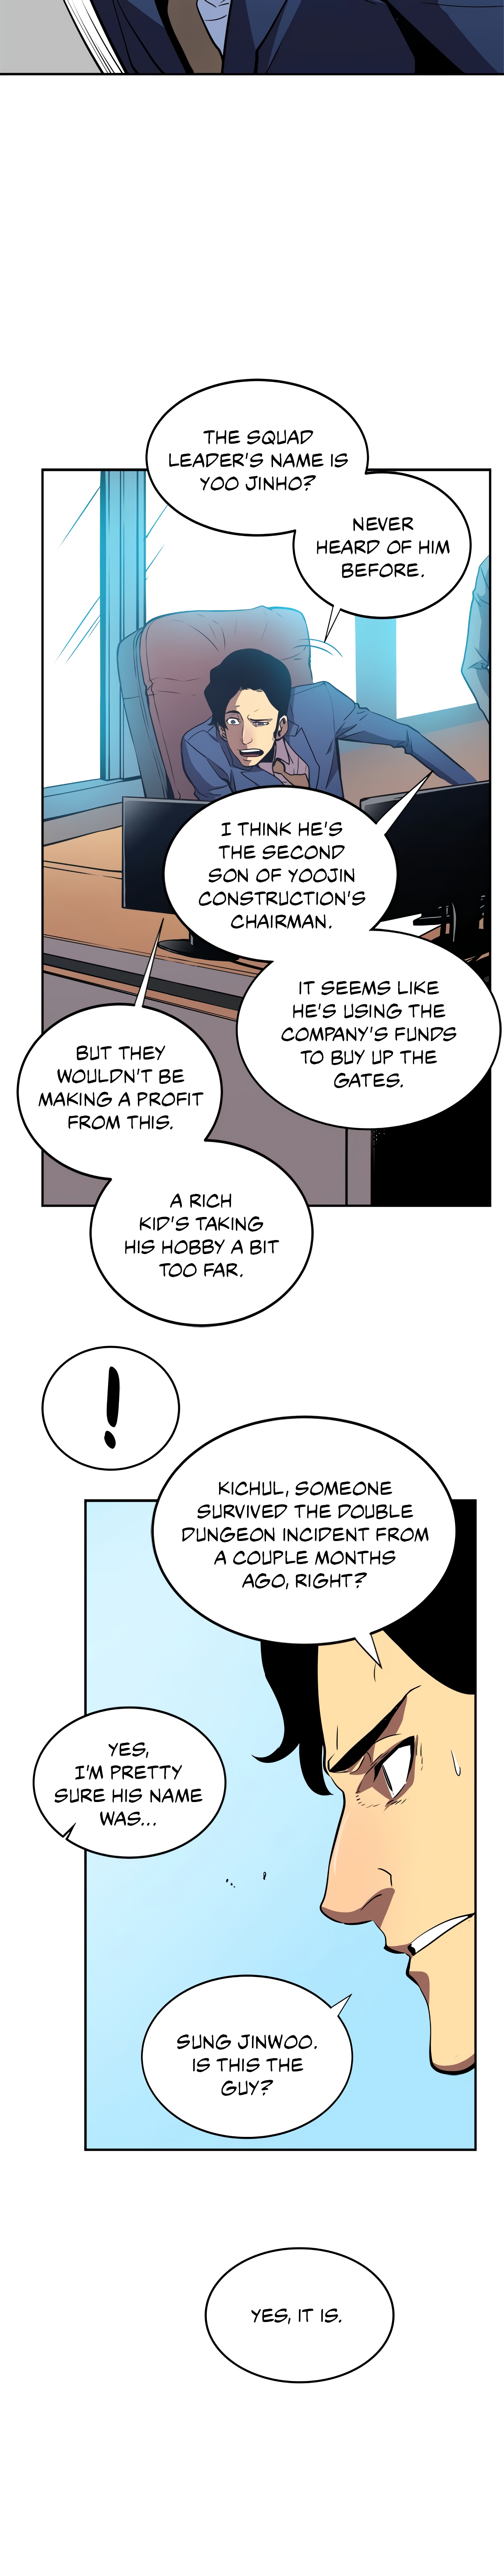 THE SQUAD
LEADER'S NAME IS
YOO JINHO?
NEVER
HEARD OF HIM
BEFORE.
I THINK HE'S
THE SECOND
SON OF YOOJIN
CONSTRUCTION'S
CHAIRMAN.
IT SEEMS LIKE
HE'S USING THE
COMPANY'S FUNDS
TO BUY UP THE
GATES.
BUT THEY
WOULDN'T BE
MAKING A PROFIT
FROM THIS.
A RICH
KID'S TAKING
HIS HOBBY A BIT
TOO FAR.
!
KICHUL, SOMEONE
SURVIVED THE DOUBLE
DUNGEON INCIDENT FROM
A COUPLE MONTHS
AGO, RIGHT?
YES,
I'M PRETTY
SURE HIS NAME
WAS...
SUNG JINWOO.
IS THIS THE
GUY?
YES, IT IS.